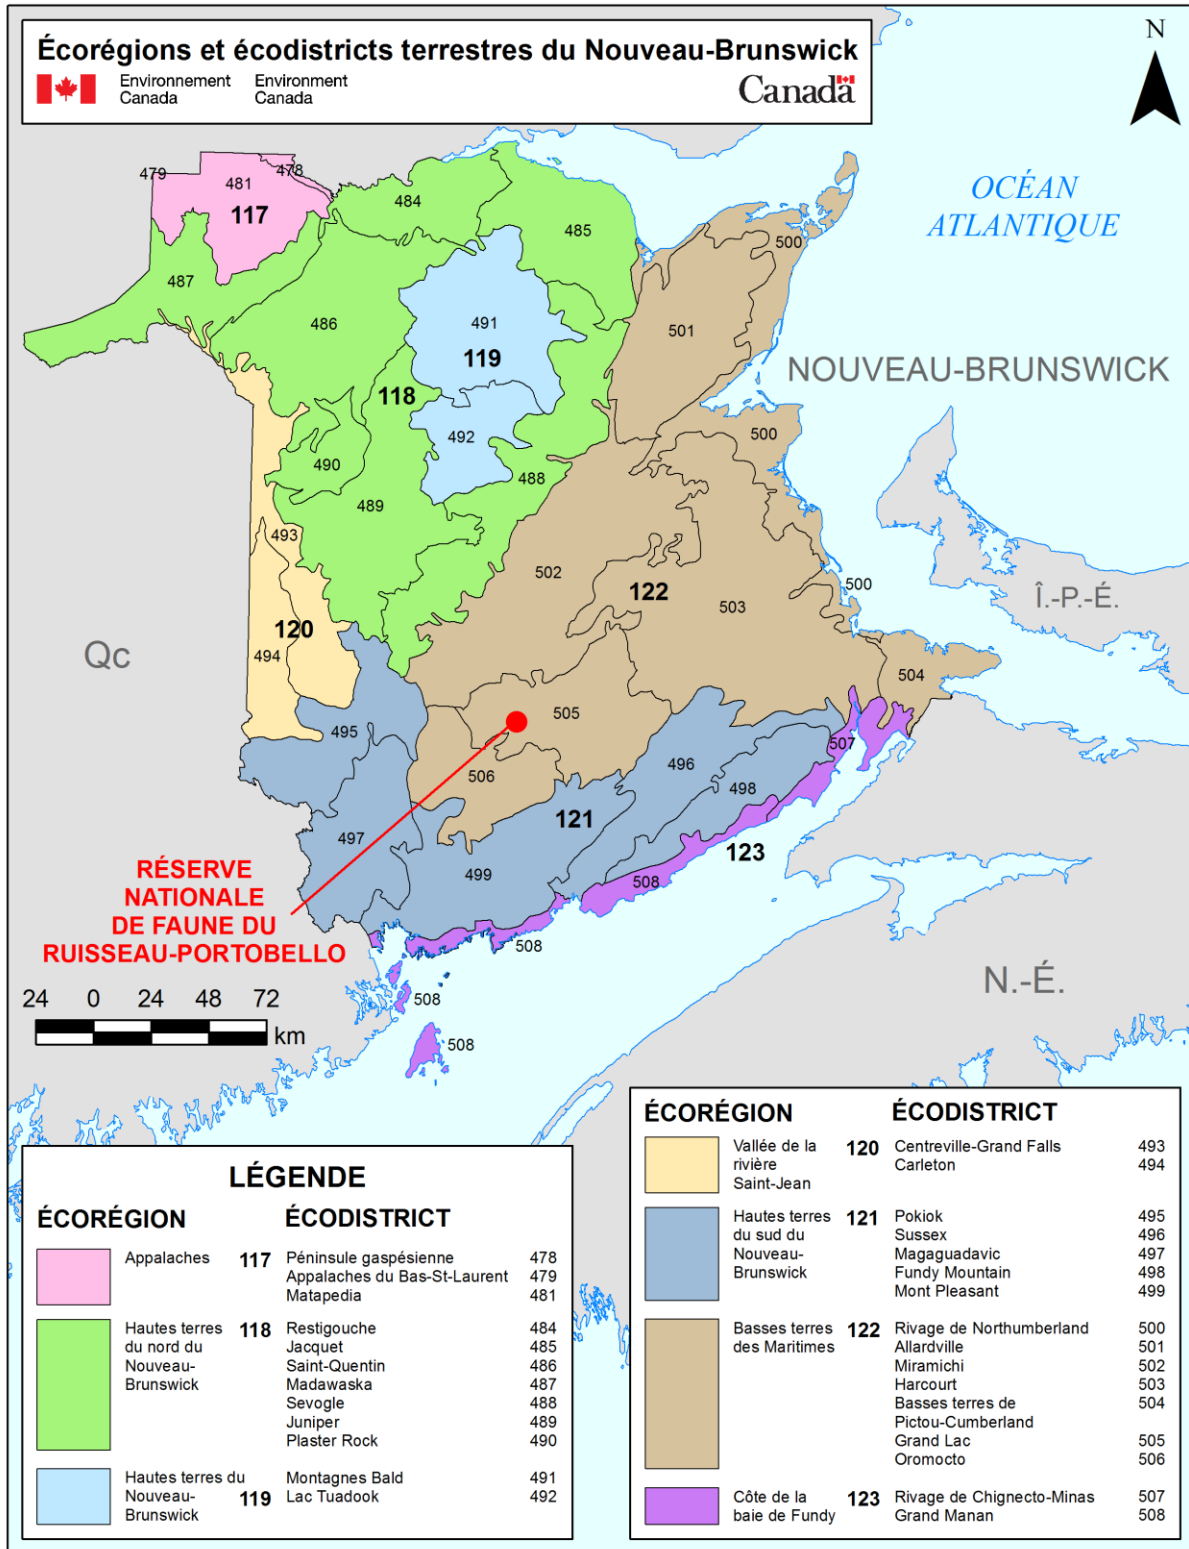 Écorégions et écodistricts terrestres du Nouveau-Brunswick
Environnement Canada
Environment Canada
Canada
N
OCÉAN
ATLANTIQUE
479
478
481
117
484
485
500
487
486
491
501
119
NOUVEAU-BRUNSWICK
118
492
500
490
488
489
493
502
122
503
500
Î.-P.-É.
120
Qc
494
504
505
495
507
496
506
498
121
497
123
499
508
RÉSERVE
NATIONALE
DE FAUNE DU
RUISSEAU-PORTOBELLO
508
N.-É.
24 0 24 48 72
km
508
508
LÉGENDE
ÉCORÉGION ÉCODISTRICT
Appalaches 117 Péninsule gaspésienne 478
Appalaches du Bas-St-Laurent 479
Matapedia 481
Hautes terres 118 Restigouche 484
du nord du Jacquet 485
Nouveau- Saint-Quentin 486
Brunswick Madawaska 487
Sevogle 488
Juniper 489
Plaster Rock 490
Hautes terres du Montagnes Bald 491
Nouveau- 119 Lac Tuadook 492
Brunswick
ÉCORÉGION ÉCODISTRICT
Vallée de la 120 Centreville-Grand Falls 493
rivière Carleton 494
Saint-Jean
Hautes terres 121 Pokiok 495
du sud du Sussex 496
Nouveau- Magaguadavic 497
Brunswick Fundy Mountain 498
Mont Pleasant 499
Basses terres 122 Rivage de Northumberland 500
des Maritimes Allardville 501
Miramichi 502
Harcourt 503
Basses terres de 504
Pictou-Cumberland
Grand Lac 505
Oromocto 506
Côte de la 123 Rivage de Chignecto-Minas 507
baie de Fundy Grand Manan 508